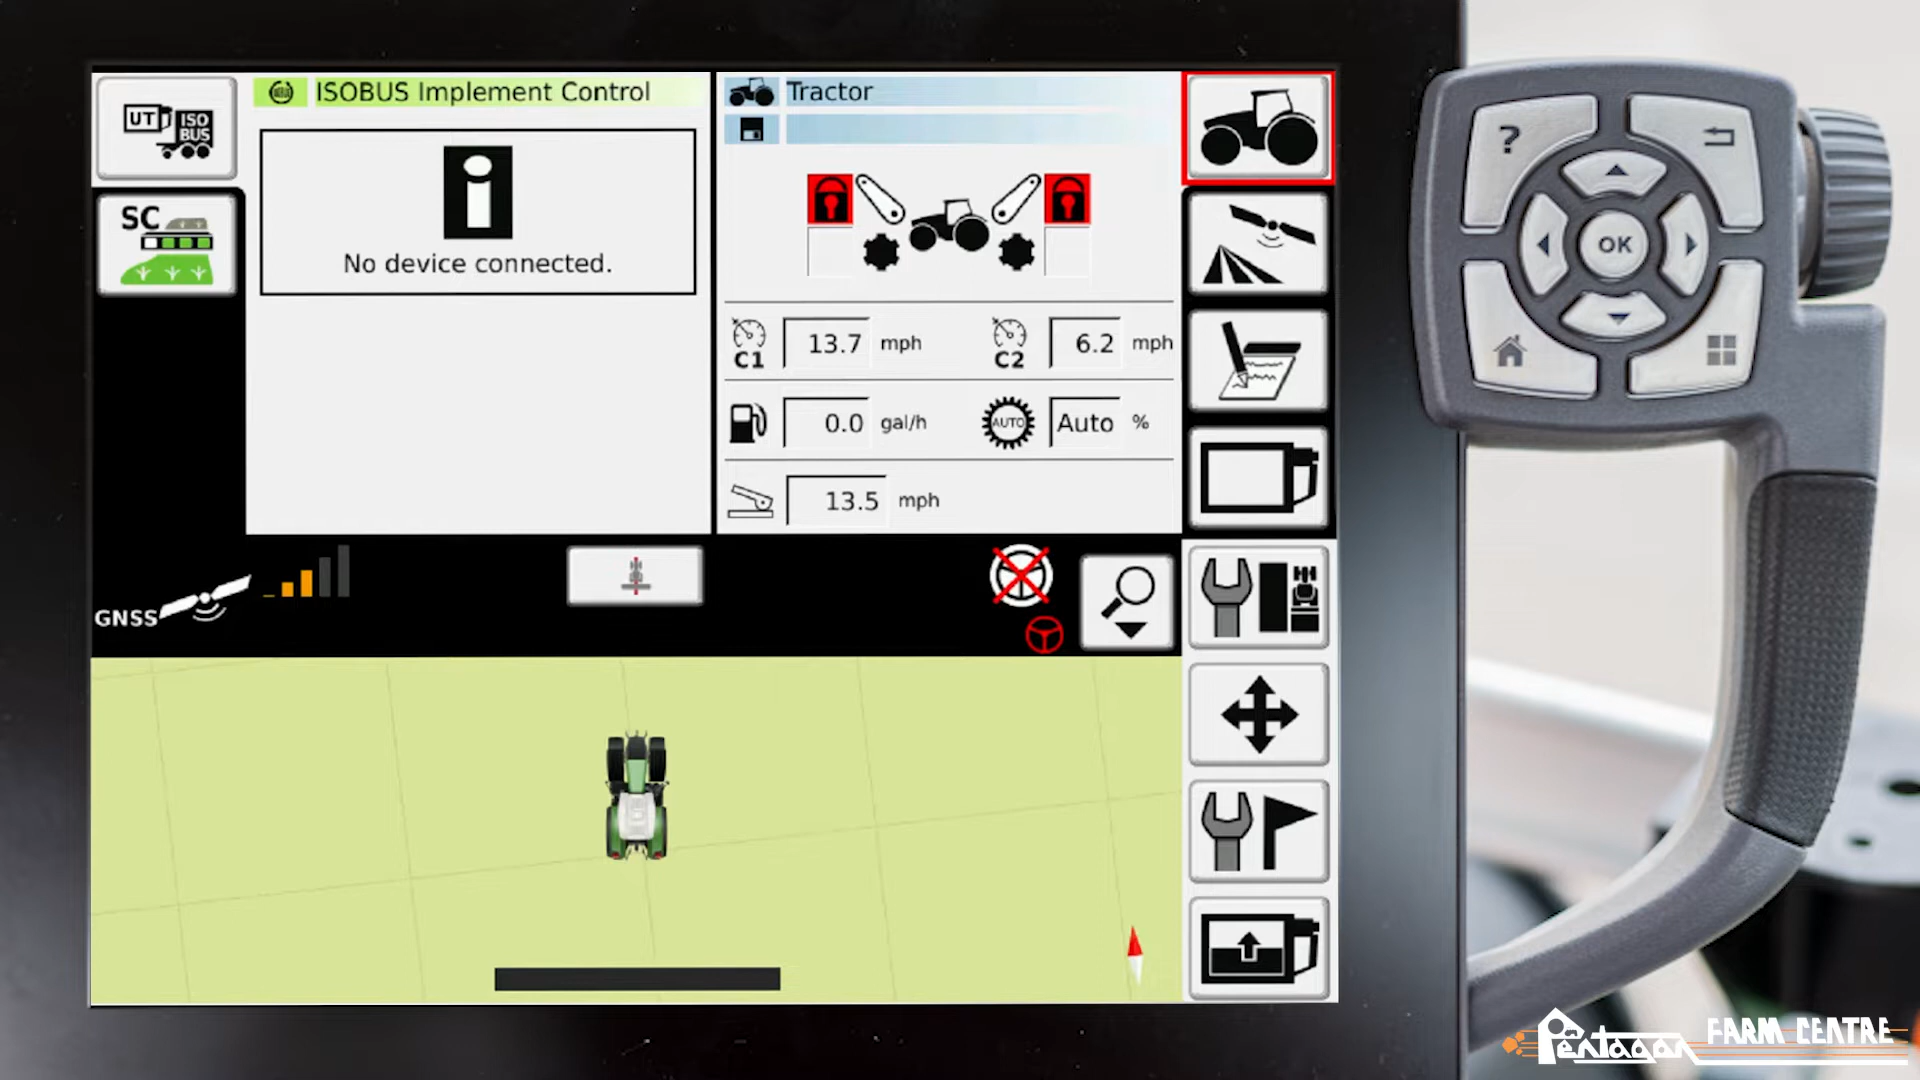 UT
ISO
BUS
ISOBUS Implement Control
No device connected.
SC
Tractor
C1
13.7 mph
C2
6.2 mph
0.0 gal/h
AUTO
Auto %
13.5 mph
GNSS
?
OK
Pentagon FARM CENTRE